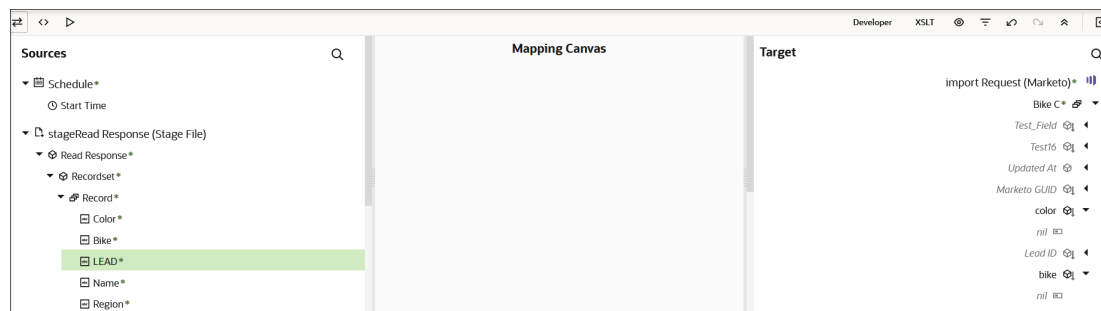 Developer XSLT
Sources
Mapping Canvas
Target
Schedule*
Start Time
stageRead Response (Stage File)
Read Response*
Recordset*
Record*
Color*
Bike*
LEAD*
Name*
Region*
import Request (Marketo)*
Bike C*
Test_Field
Test16
Updated At
Marketo GUID
color
nil
Lead ID
bike
nil